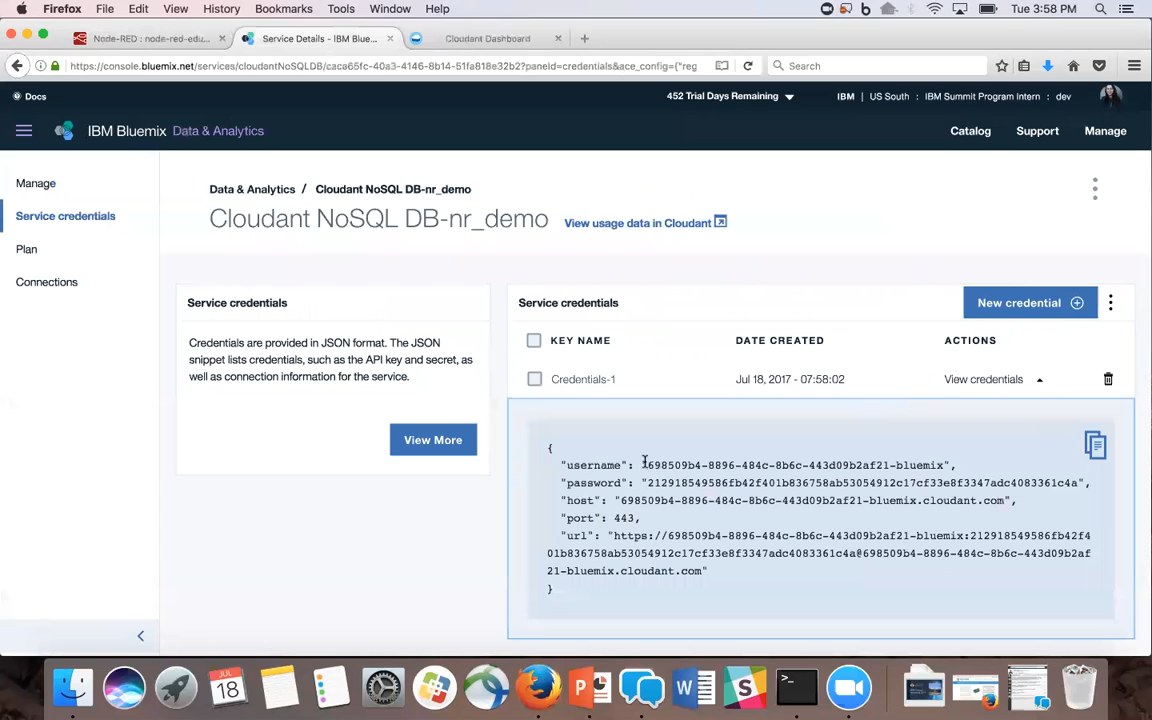 Firefox File Edit View History Bookmarks Tools Window Help Tue 3:58 PM
Node-RED : node-red-edu... Service Details - IBM Bluem... Cloudant Dashboard
https://console.bluemix.net/services/cloudantNoSQLDB/caca65fc-40a3-4146-8b14-51fa818e32b2?paneId=credentials&ace_config={"reg Search
Docs 452 Trial Days Remaining IBM | US South : IBM Summit Program Intern : dev
IBM Bluemix Data & Analytics Catalog Support Manage
Manage
Service credentials
Plan
Connections
Data & Analytics / Cloudant NoSQL DB-nr_demo
Cloudant NoSQL DB-nr_demo View usage data in Cloudant
Service credentials
Credentials are provided in JSON format. The JSON
snippet lists credentials, such as the API key and secret, as
well as connection information for the service.
View More
Service credentials New credential
KEY NAME DATE CREATED ACTIONS
Credentials-1 Jul 18, 2017 - 07:58:02 View credentials
{
"username": "698509b4-8896-484c-8b6c-443d09b2af21-bluemix",
"password": "212918549586fb42f401b836758ab53054912c17cf33e8f3347adc4083361c4a",
"host": "698509b4-8896-484c-8b6c-443d09b2af21-bluemix.cloudant.com",
"port": 443,
"url": "https://698509b4-8896-484c-8b6c-443d09b2af21-bluemix:212918549586fb42f4
01b836758ab53054912c17cf33e8f3347adc4083361c4a@698509b4-8896-484c-8b6c-443d09b2af
21-bluemix.cloudant.com"
}
JUL
18